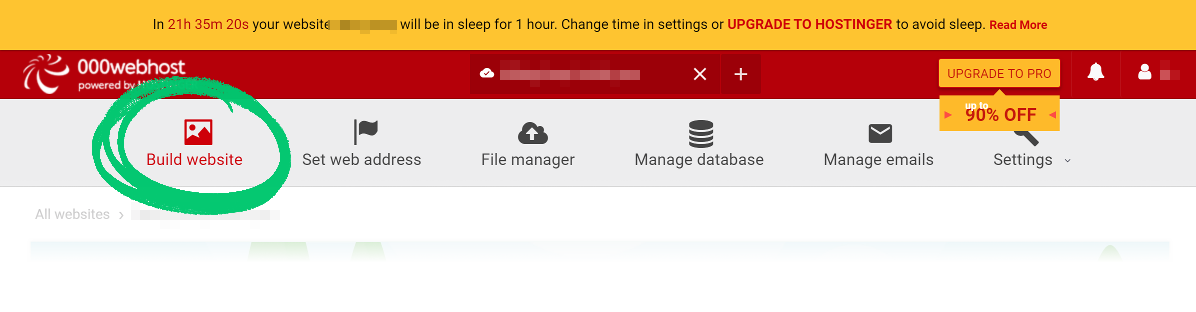 In 21h 35m 20s your website will be in sleep for 1 hour. Change time in settings or UPGRADE TO HOSTINGER to avoid sleep. Read More
000webhost
powered by
UPGRADE TO PRO
up to
90% OFF
Build website
Set web address
File manager
Manage database
Manage emails
Settings
All websites ›